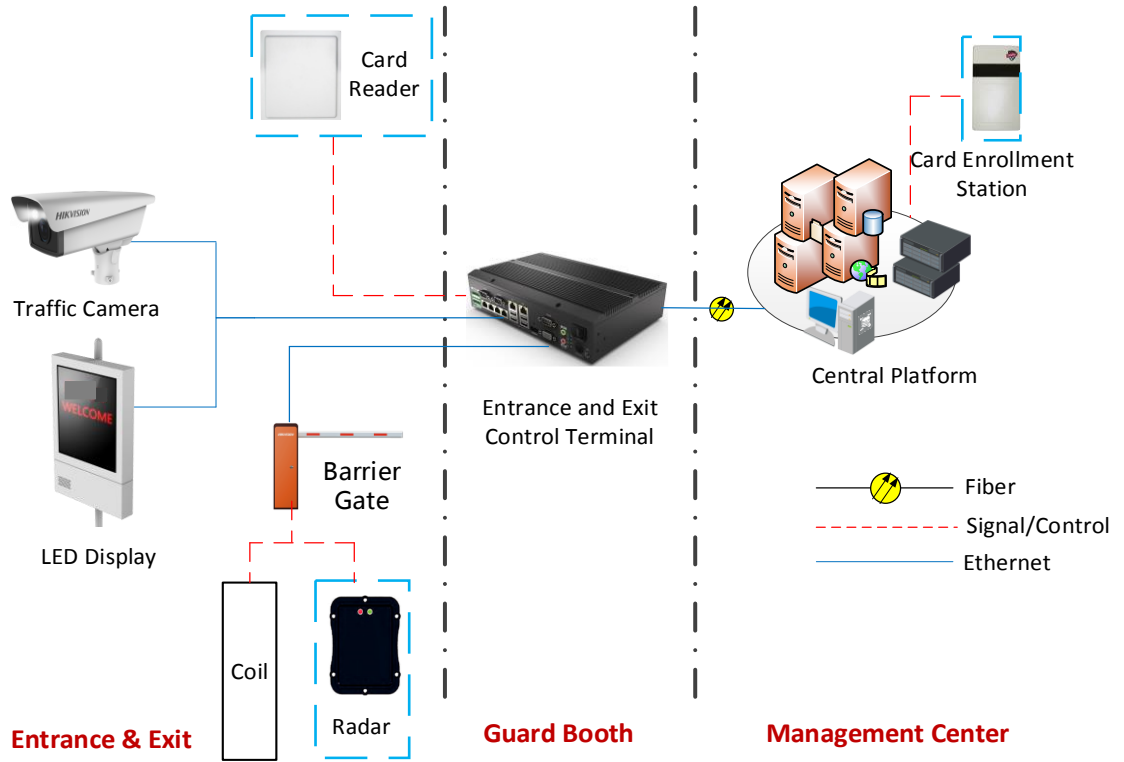 Card
Reader
Card Enrollment
Station
HIKVISION
Traffic Camera
WELCOME
LED Display
Entrance and Exit
Control Terminal
Central Platform
Barrier
Gate
Fiber
Signal/Control
Ethernet
Coil
Radar
Entrance & Exit
Guard Booth
Management Center